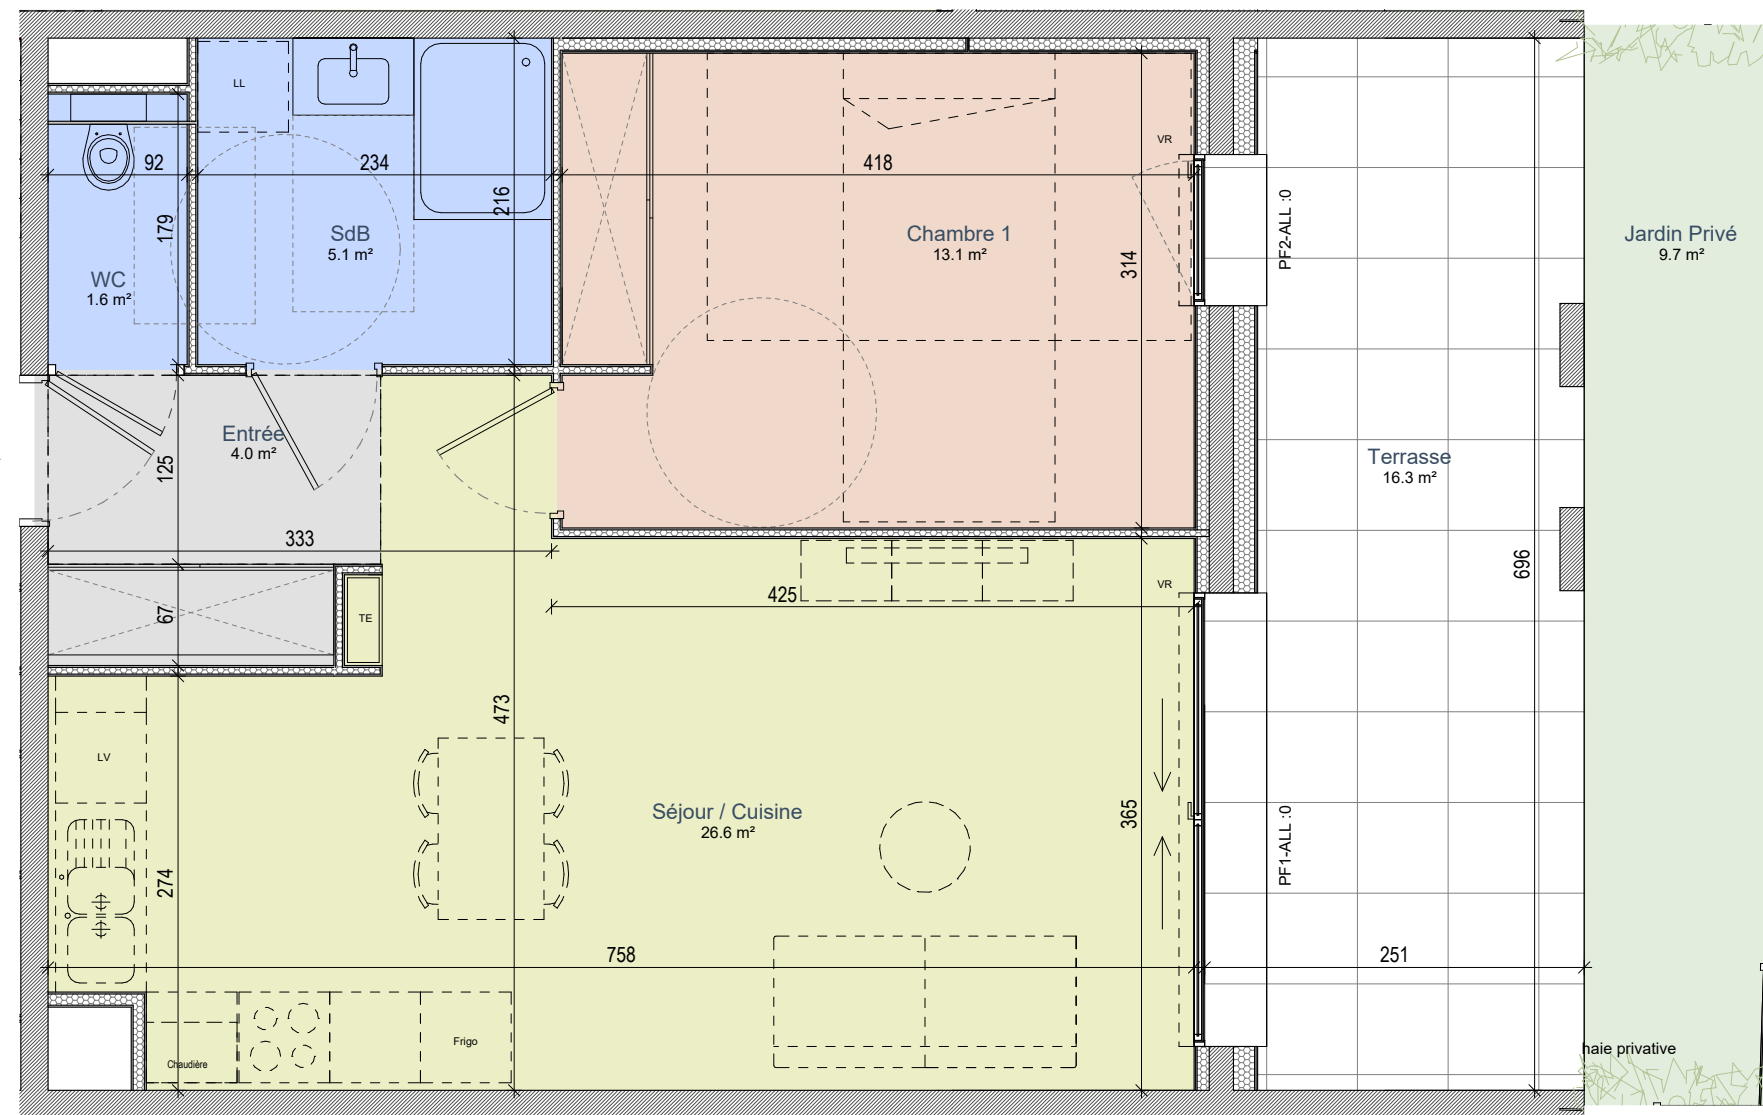 LL
92
234
216
418
VR
179
SdB
5.1 m²
Chambre 1
13.1 m²
314
PF2-ALL :0
Jardin Privé
9.7 m²
WC
1.6 m²
Entrée
4.0 m²
125
Terrasse
16.3 m²
333
696
425
VR
67
TE
473
LV
Séjour / Cuisine
26.6 m²
365
PF1-ALL :0
274
758
251
Frigo
Chaudière
haie privative